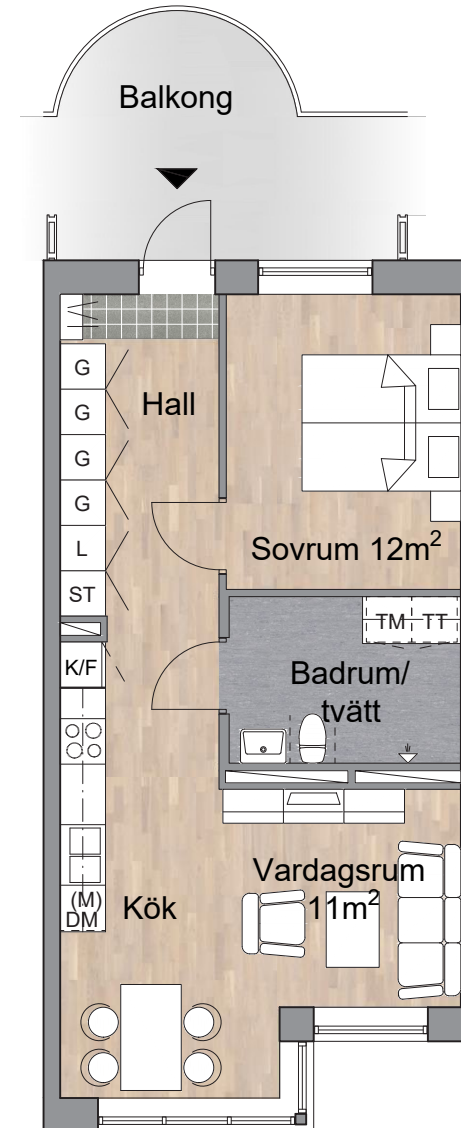 Balkong
G
Hall
G
G
G
L
Sovrum 12m²
ST
TM TT
K/F
Badrum/
tvätt
Vardagsrum
11m²
(M)
DM
Kök